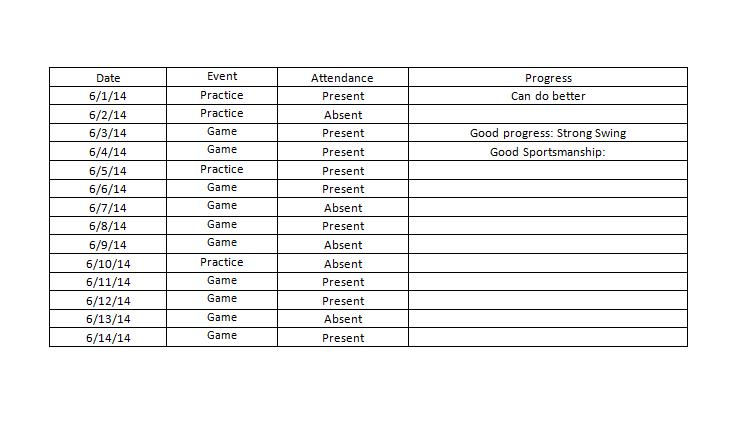 Date Event Attendance Progress
6/1/14 Practice Present Can do better
6/2/14 Practice Absent
6/3/14 Game Present Good progress: Strong Swing
6/4/14 Game Present Good Sportsmanship:
6/5/14 Practice Present
6/6/14 Game Present
6/7/14 Game Absent
6/8/14 Game Present
6/9/14 Game Absent
6/10/14 Practice Absent
6/11/14 Game Present
6/12/14 Game Present
6/13/14 Game Absent
6/14/14 Game Present